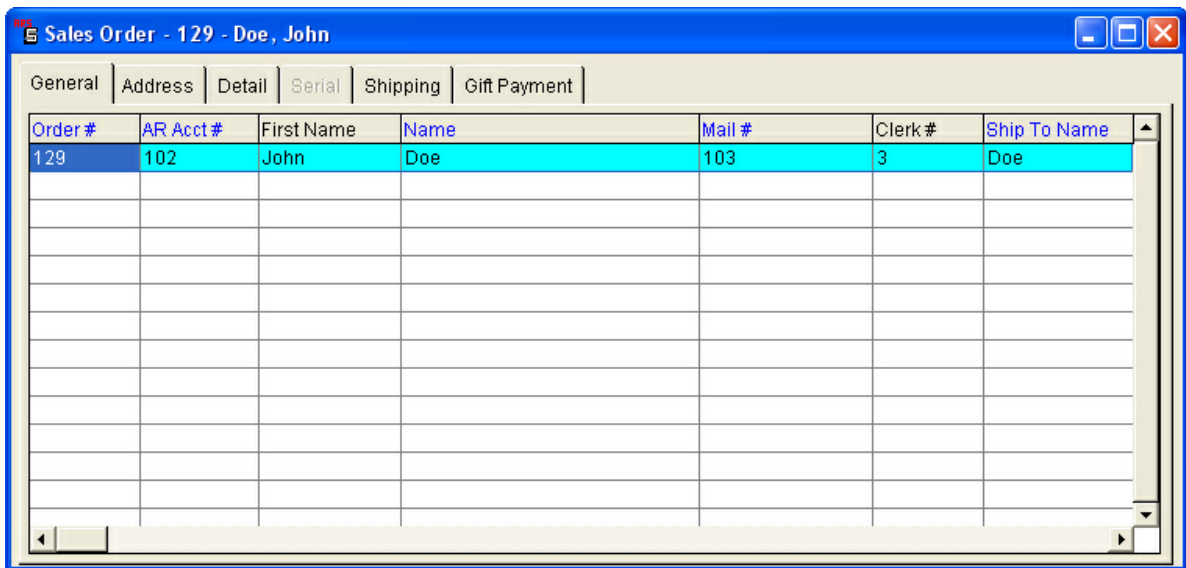 Sales Order - 129 - Doe, John
General Address Detail Serial Shipping Gift Payment
Order # AR Acct # First Name Name Mail # Clerk # Ship To Name
129 102 John Doe 103 3 Doe